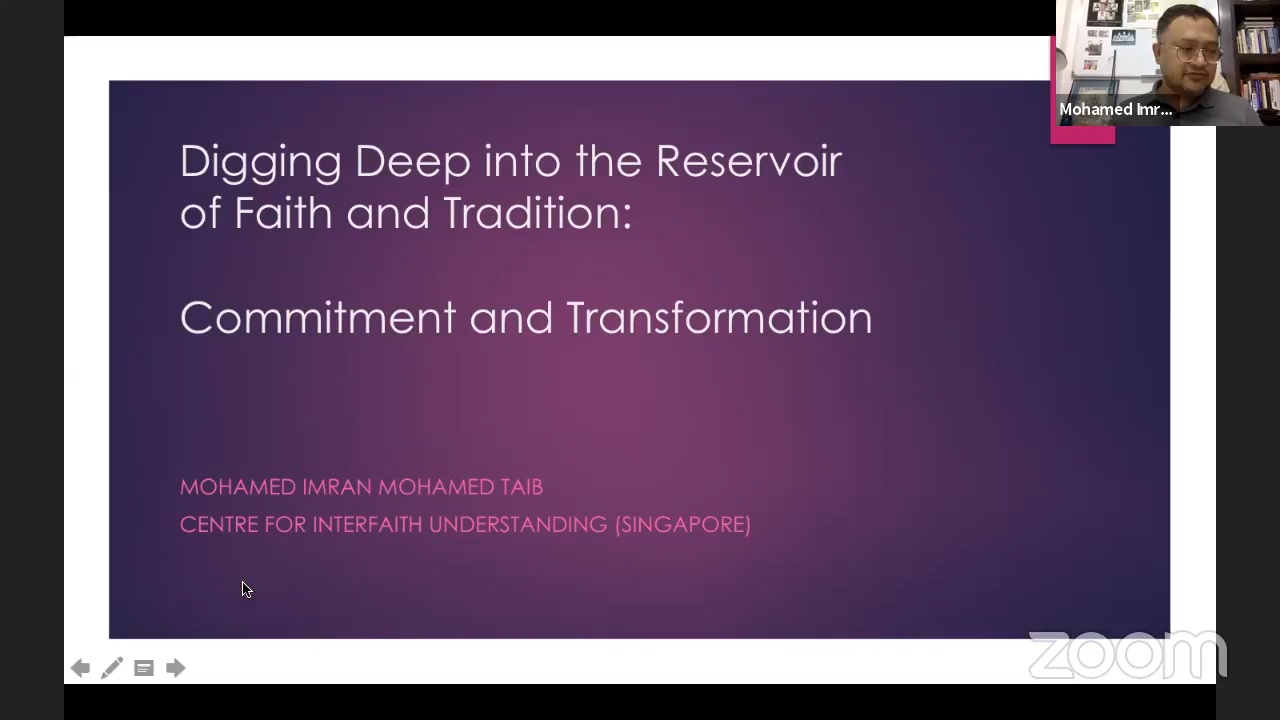 Mohamed Imr...
Digging Deep into the Reservoir
of Faith and Tradition:
Commitment and Transformation
MOHAMED IMRAN MOHAMED TAIB
CENTRE FOR INTERFAITH UNDERSTANDING (SINGAPORE)
zoom